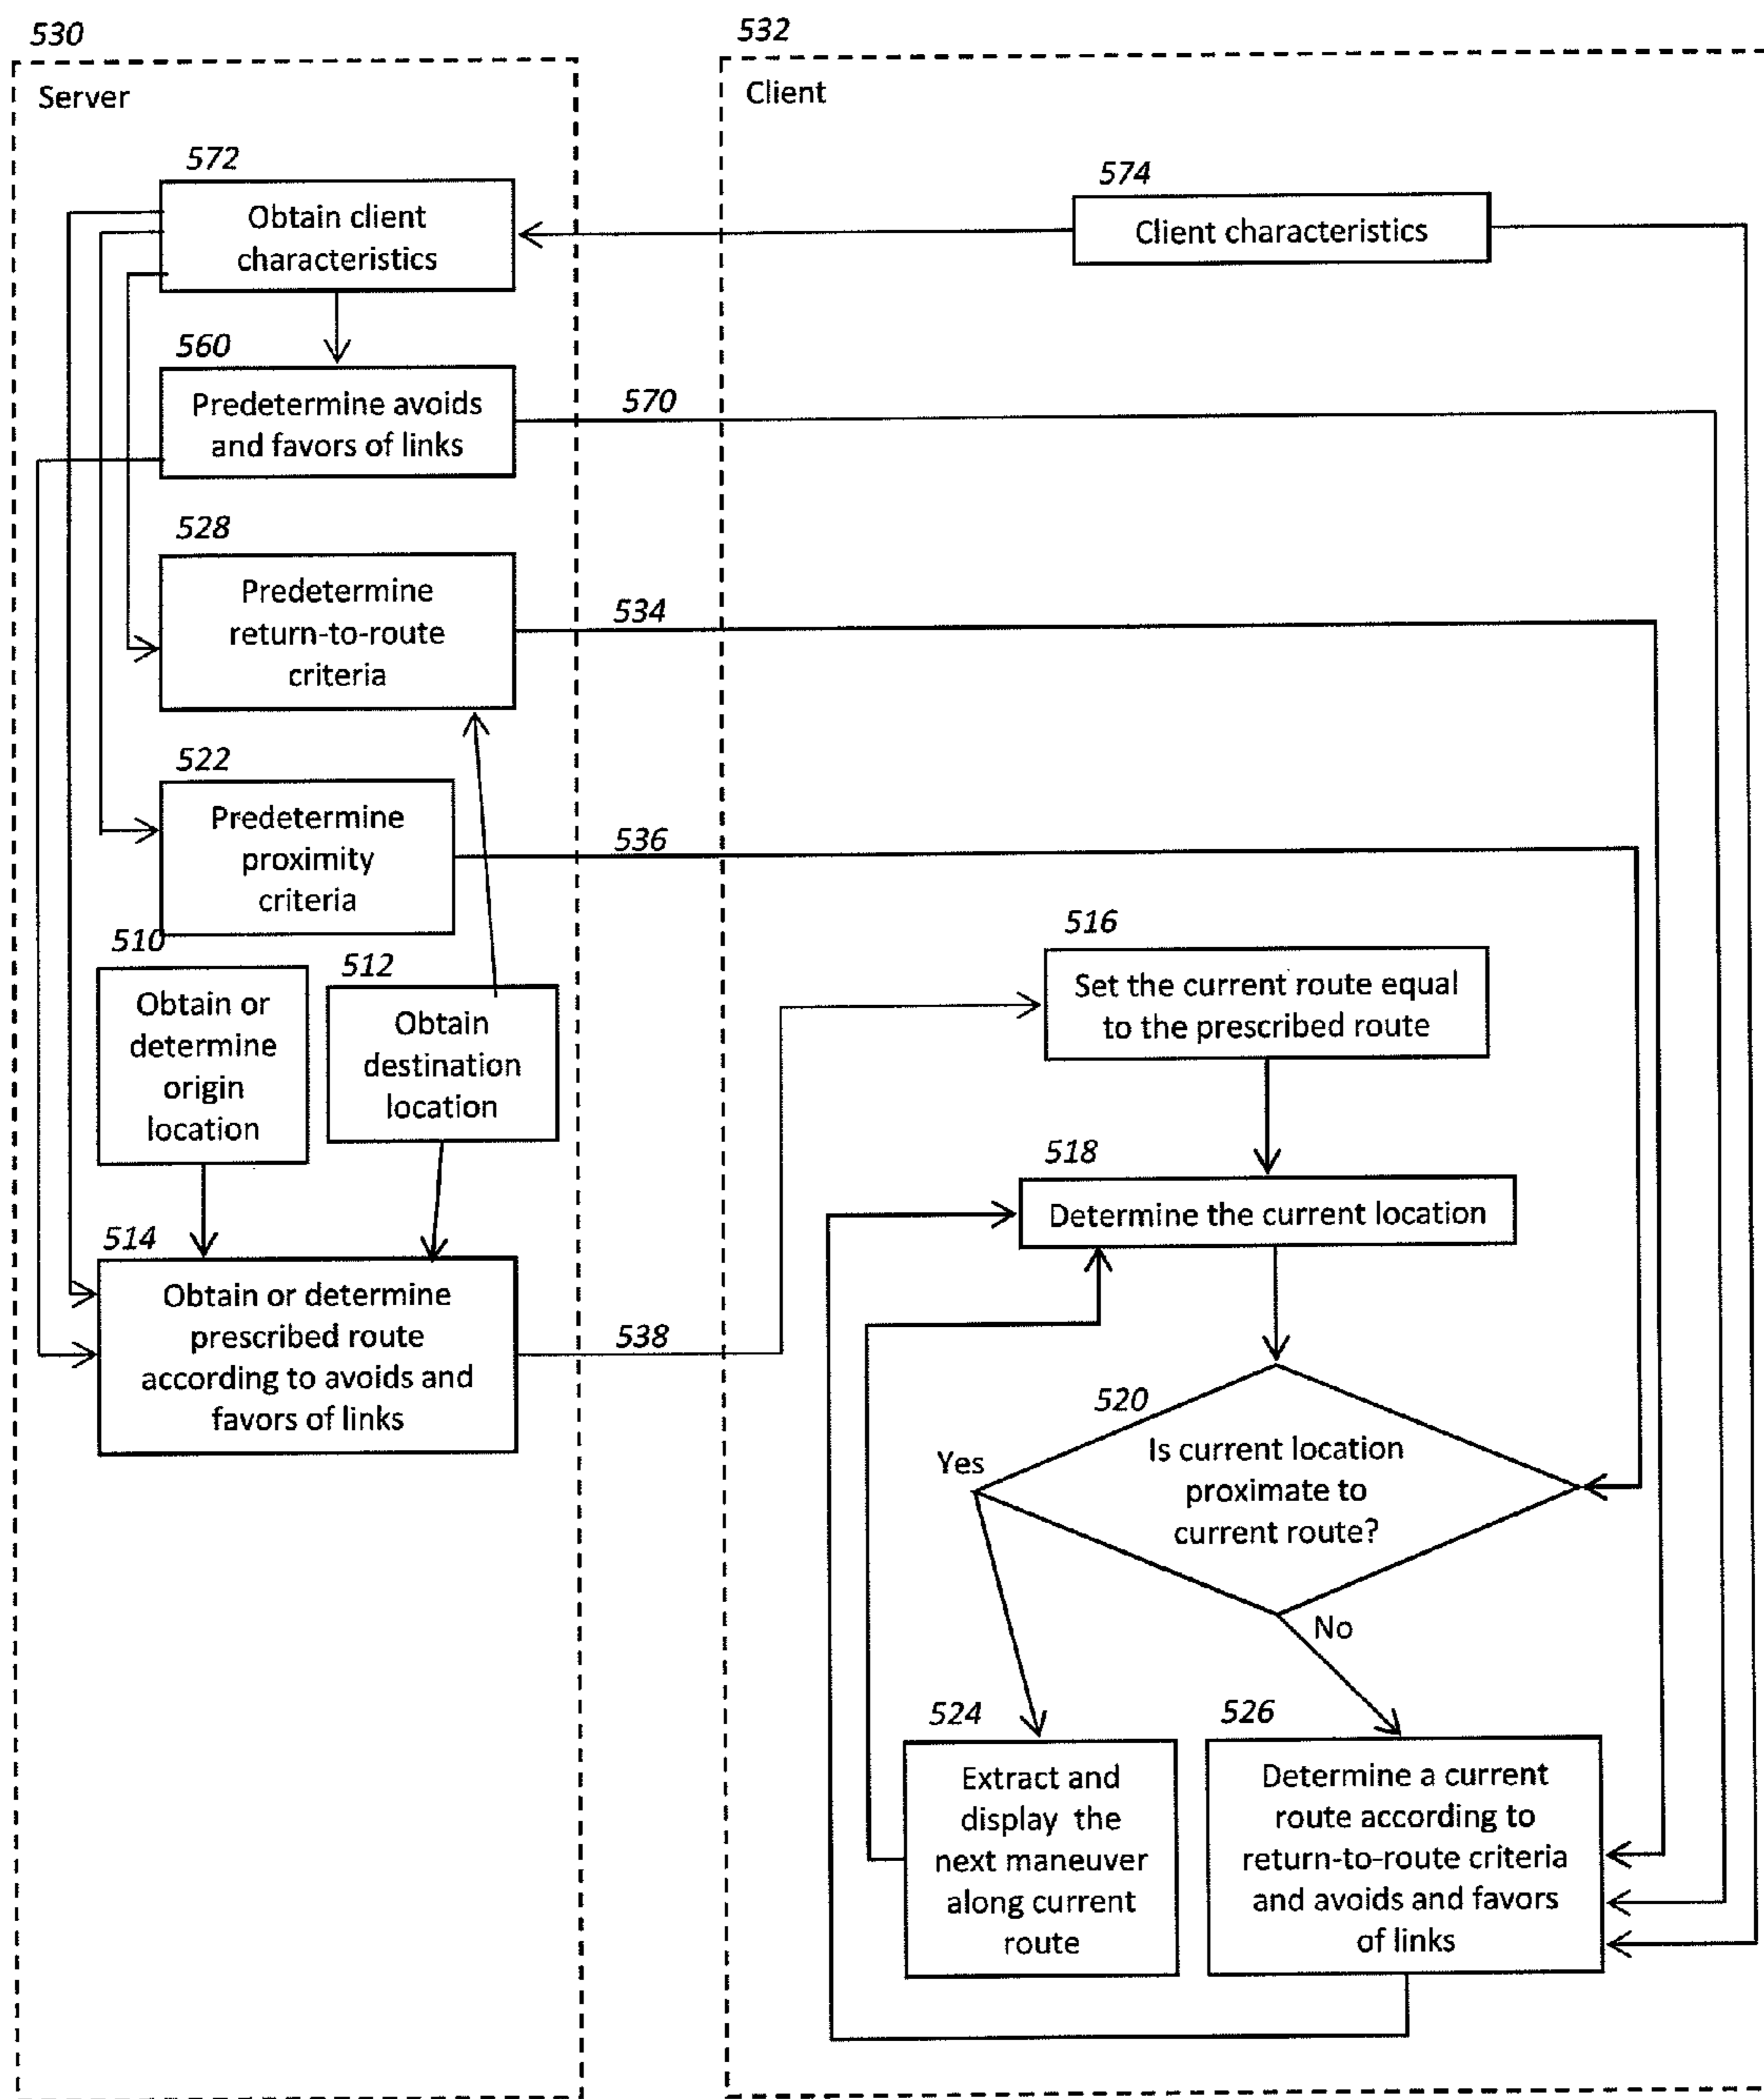 530
Server
572
Obtain client
characteristics
560
Predetermine avoids
and favors of links
570
528
Predetermine
return-to-route
criteria
534
522
Predetermine
proximity
criteria
536
510
Obtain or
determine
origin
location
512
Obtain
destination
location
514
Obtain or determine
prescribed route
according to avoids and
favors of links
538
532
Client
574
Client characteristics
516
Set the current route equal
to the prescribed route
518
Determine the current location
520
Is current location
proximate to
current route?
Yes
No
524
Extract and
display the
next maneuver
along current
route
526
Determine a current
route according to
return-to-route criteria
and avoids and favors
of links